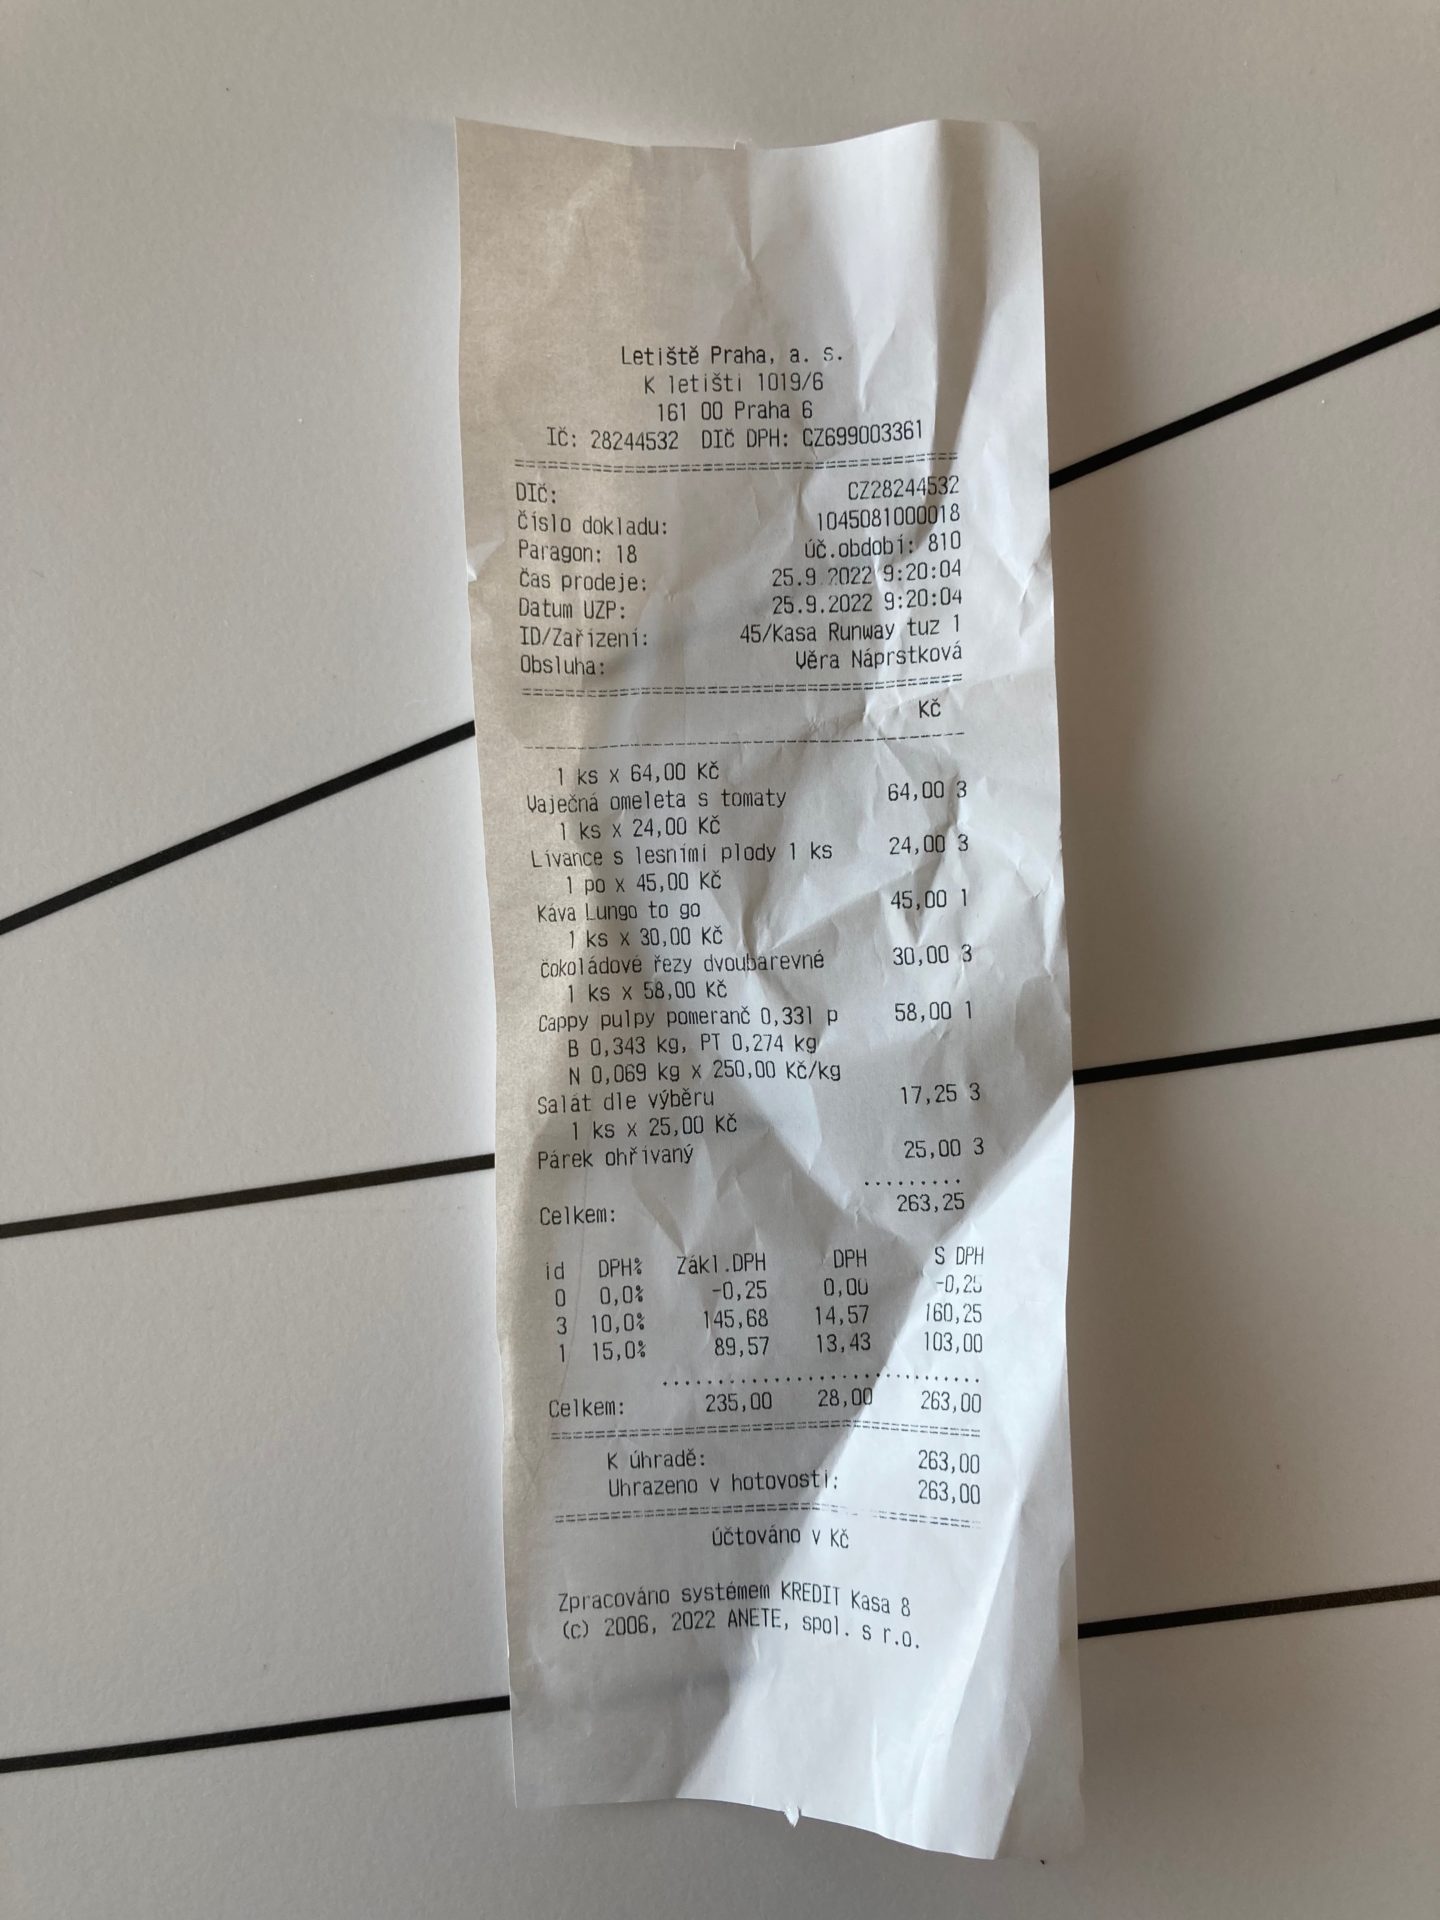 Letiště Praha, a. s.
K letišti 1019/6
161 00 Praha 6
IČ: 28244532 DIČ DPH: CZ699003361
DIČ: CZ28244532
Číslo dokladu: 1045081000018
Paragon: 18 úč.období: 810
Čas prodeje: 25.9.2022 9:20:04
Datum UZP: 25.9.2022 9:20:04
ID/Zařízení: 45/Kasa Runway tuz 1
Obsluha: Věra Náprstková
Kč
1 ks x 64,00 Kč
Vaječná omeleta s tomaty 64,00 3
1 ks x 24,00 Kč
Lívance s lesními plody 1 ks 24,00 3
1 po x 45,00 Kč
Káva Lungo to go 45,00 1
1 ks x 30,00 Kč
čokoládové řezy dvoubarevné 30,00 3
1 ks x 58,00 Kč
Cappy pulpy pomeranč 0,33l p 58,00 1
B 0,343 kg, PT 0,274 kg
N 0,069 kg x 250,00 Kč/kg
Salát dle výběru 17,25 3
1 ks x 25,00 Kč
Párek ohřívaný 25,00 3
Celkem: 263,25
id DPH% Zákl.DPH DPH S DPH
0 0,0% -0,25 0,00 -0,25
3 10,0% 145,68 14,57 160,25
1 15,0% 89,57 13,43 103,00
Celkem: 235,00 28,00 263,00
K úhradě: 263,00
Uhrazeno v hotovosti: 263,00
účtováno v Kč
Zpracováno systémem KREDIT Kasa 8
(c) 2006, 2022 ANETE, spol. s r.o.